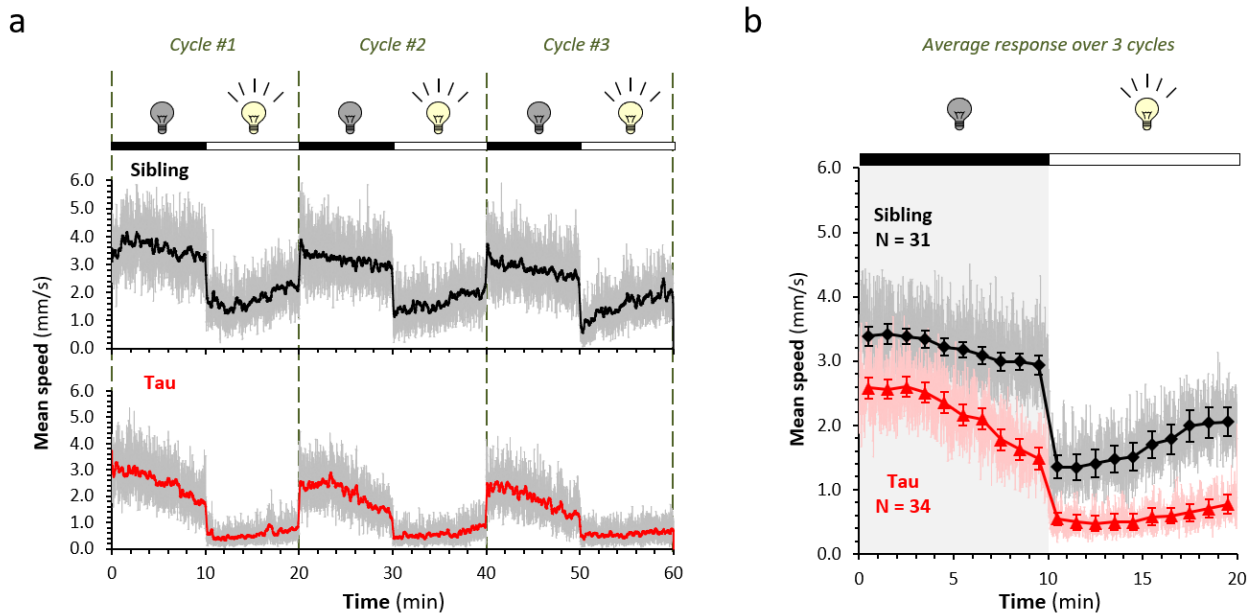 a
Cycle #1 Cycle #2 Cycle #3
Sibling
6.0
5.0
4.0
3.0
2.0
1.0
0.0
Tau
6.0
5.0
4.0
3.0
2.0
1.0
0.0
Mean speed (mm/s)
0 10 20 30 40 50 60
Time (min)
b
Average response over 3 cycles
6.0
5.0
4.0
3.0
2.0
1.0
0.0
Mean speed (mm/s)
Sibling
N = 31
Tau
N = 34
0 5 10 15 20
Time (min)